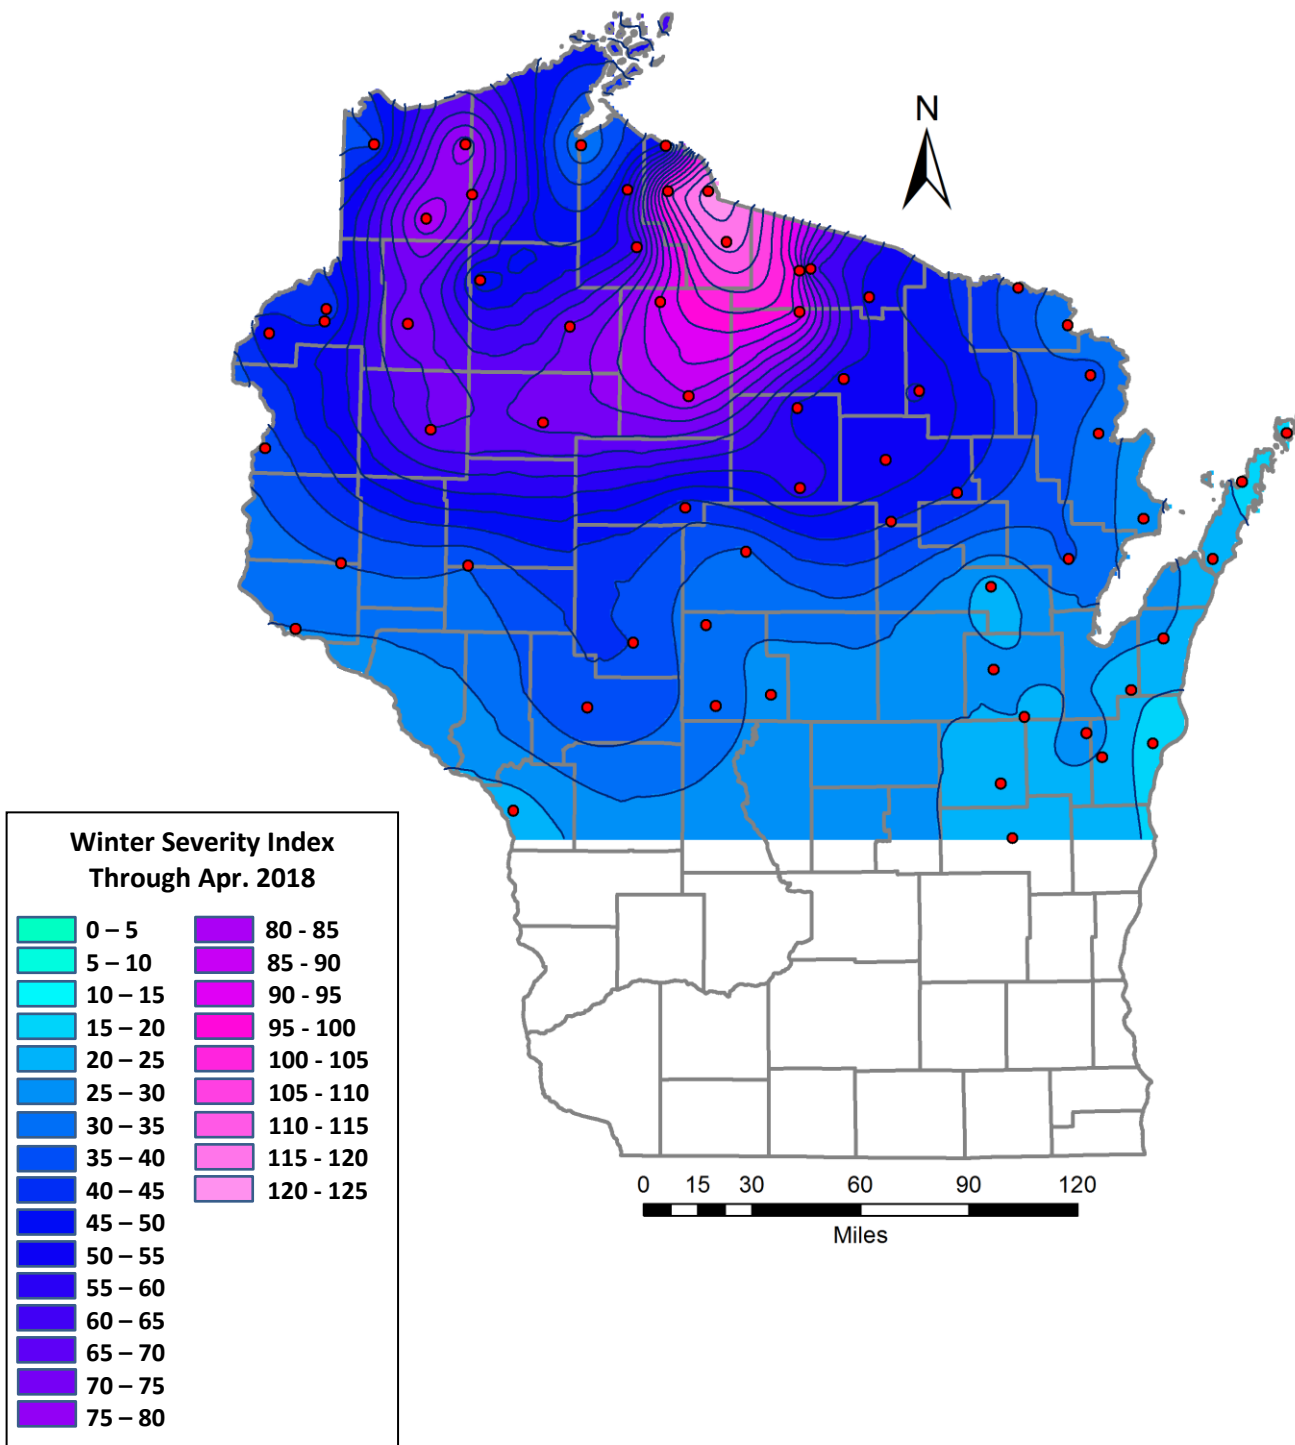 N
Winter Severity Index
Through Apr. 2018
0 – 5
5 – 10
10 – 15
15 – 20
20 – 25
25 – 30
30 – 35
35 – 40
40 – 45
45 – 50
50 – 55
55 – 60
60 – 65
65 – 70
70 – 75
75 – 80
80 - 85
85 - 90
90 - 95
95 - 100
100 - 105
105 - 110
110 - 115
115 - 120
120 - 125
0 15 30 60 90 120
Miles